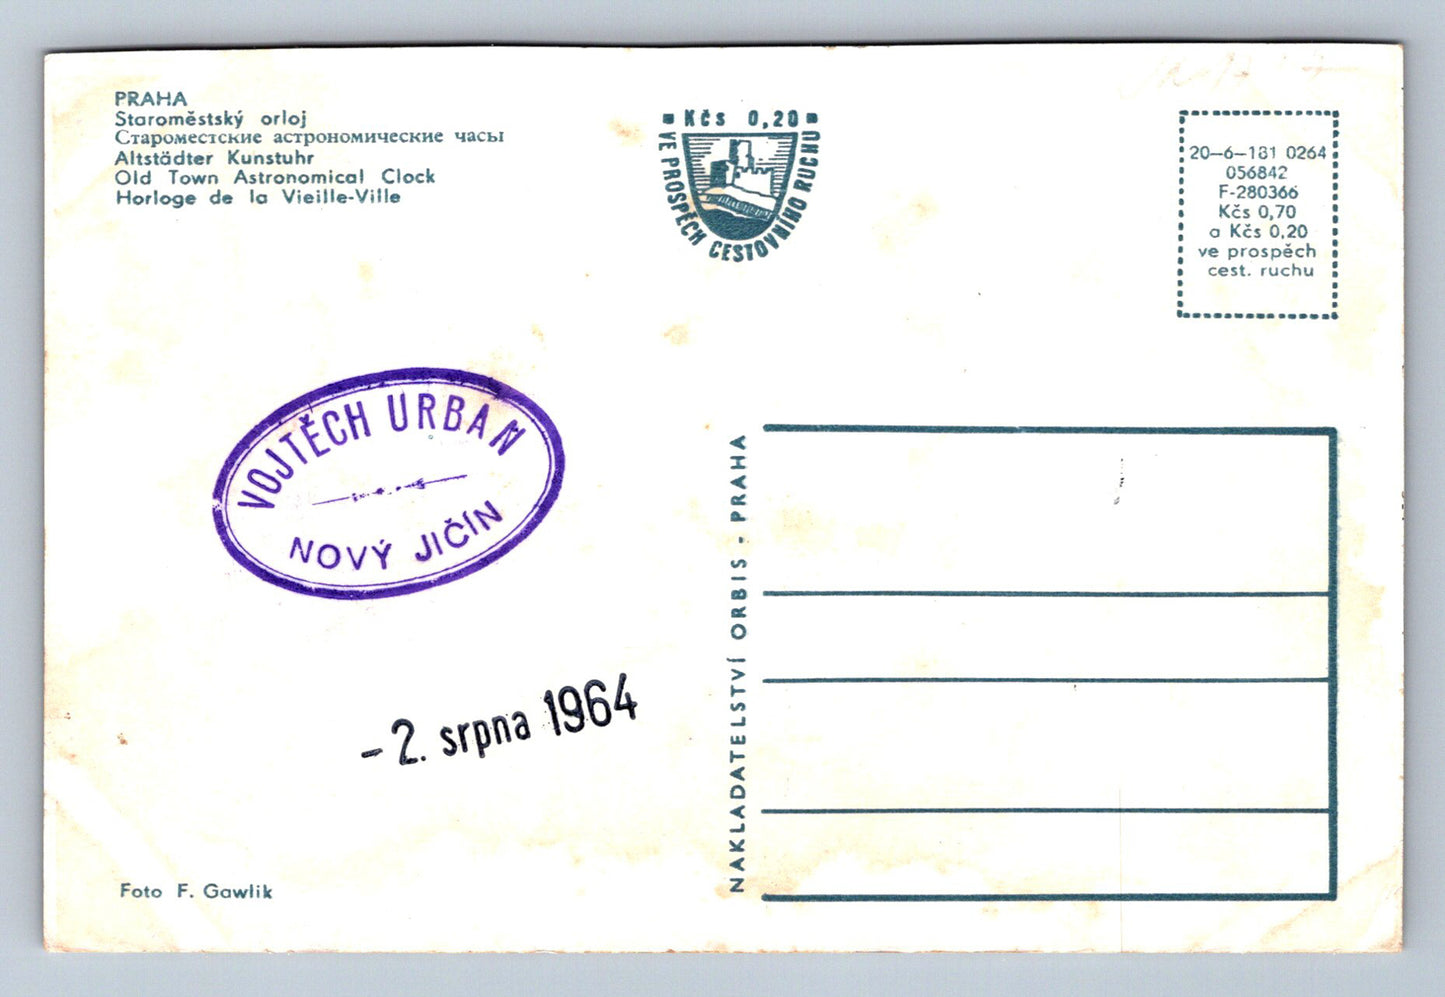 PRAHA
Staroměstský orloj
Староместские астрономические часы
Altstädter Kunstuhr
Old Town Astronomical Clock
Horloge de la Vieille-Ville
Kčs 0,20
VE PROSPĚCH CESTOVNÍHO RUCHU
20-6-181 0264
056842
F-280366
Kčs 0,70
a Kčs 0,20
ve prospěch
cest. ruchu
VOJTĚCH URBAN
NOVÝ JIČÍN
-2. srpna 1964
NAKLADATELSTVÍ ORBIS - PRAHA
Foto F. Gawlik